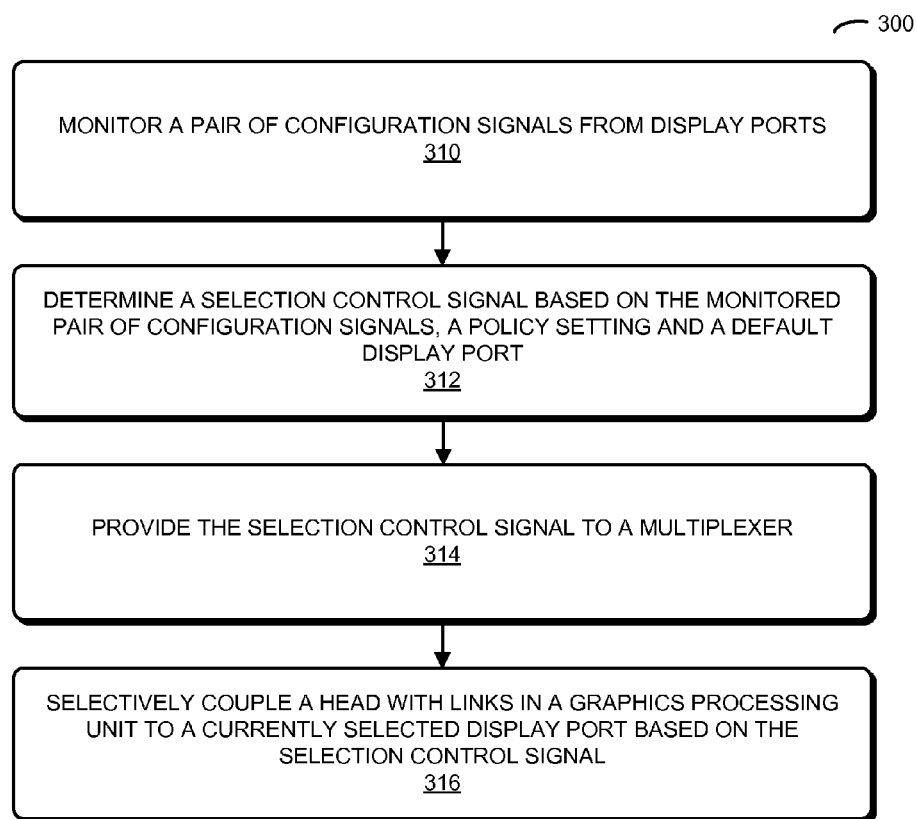 300
MONITOR A PAIR OF CONFIGURATION SIGNALS FROM DISPLAY PORTS
310
DETERMINE A SELECTION CONTROL SIGNAL BASED ON THE MONITORED
PAIR OF CONFIGURATION SIGNALS, A POLICY SETTING AND A DEFAULT
DISPLAY PORT
312
PROVIDE THE SELECTION CONTROL SIGNAL TO A MULTIPLEXER
314
SELECTIVELY COUPLE A HEAD WITH LINKS IN A GRAPHICS PROCESSING
UNIT TO A CURRENTLY SELECTED DISPLAY PORT BASED ON THE
SELECTION CONTROL SIGNAL
316